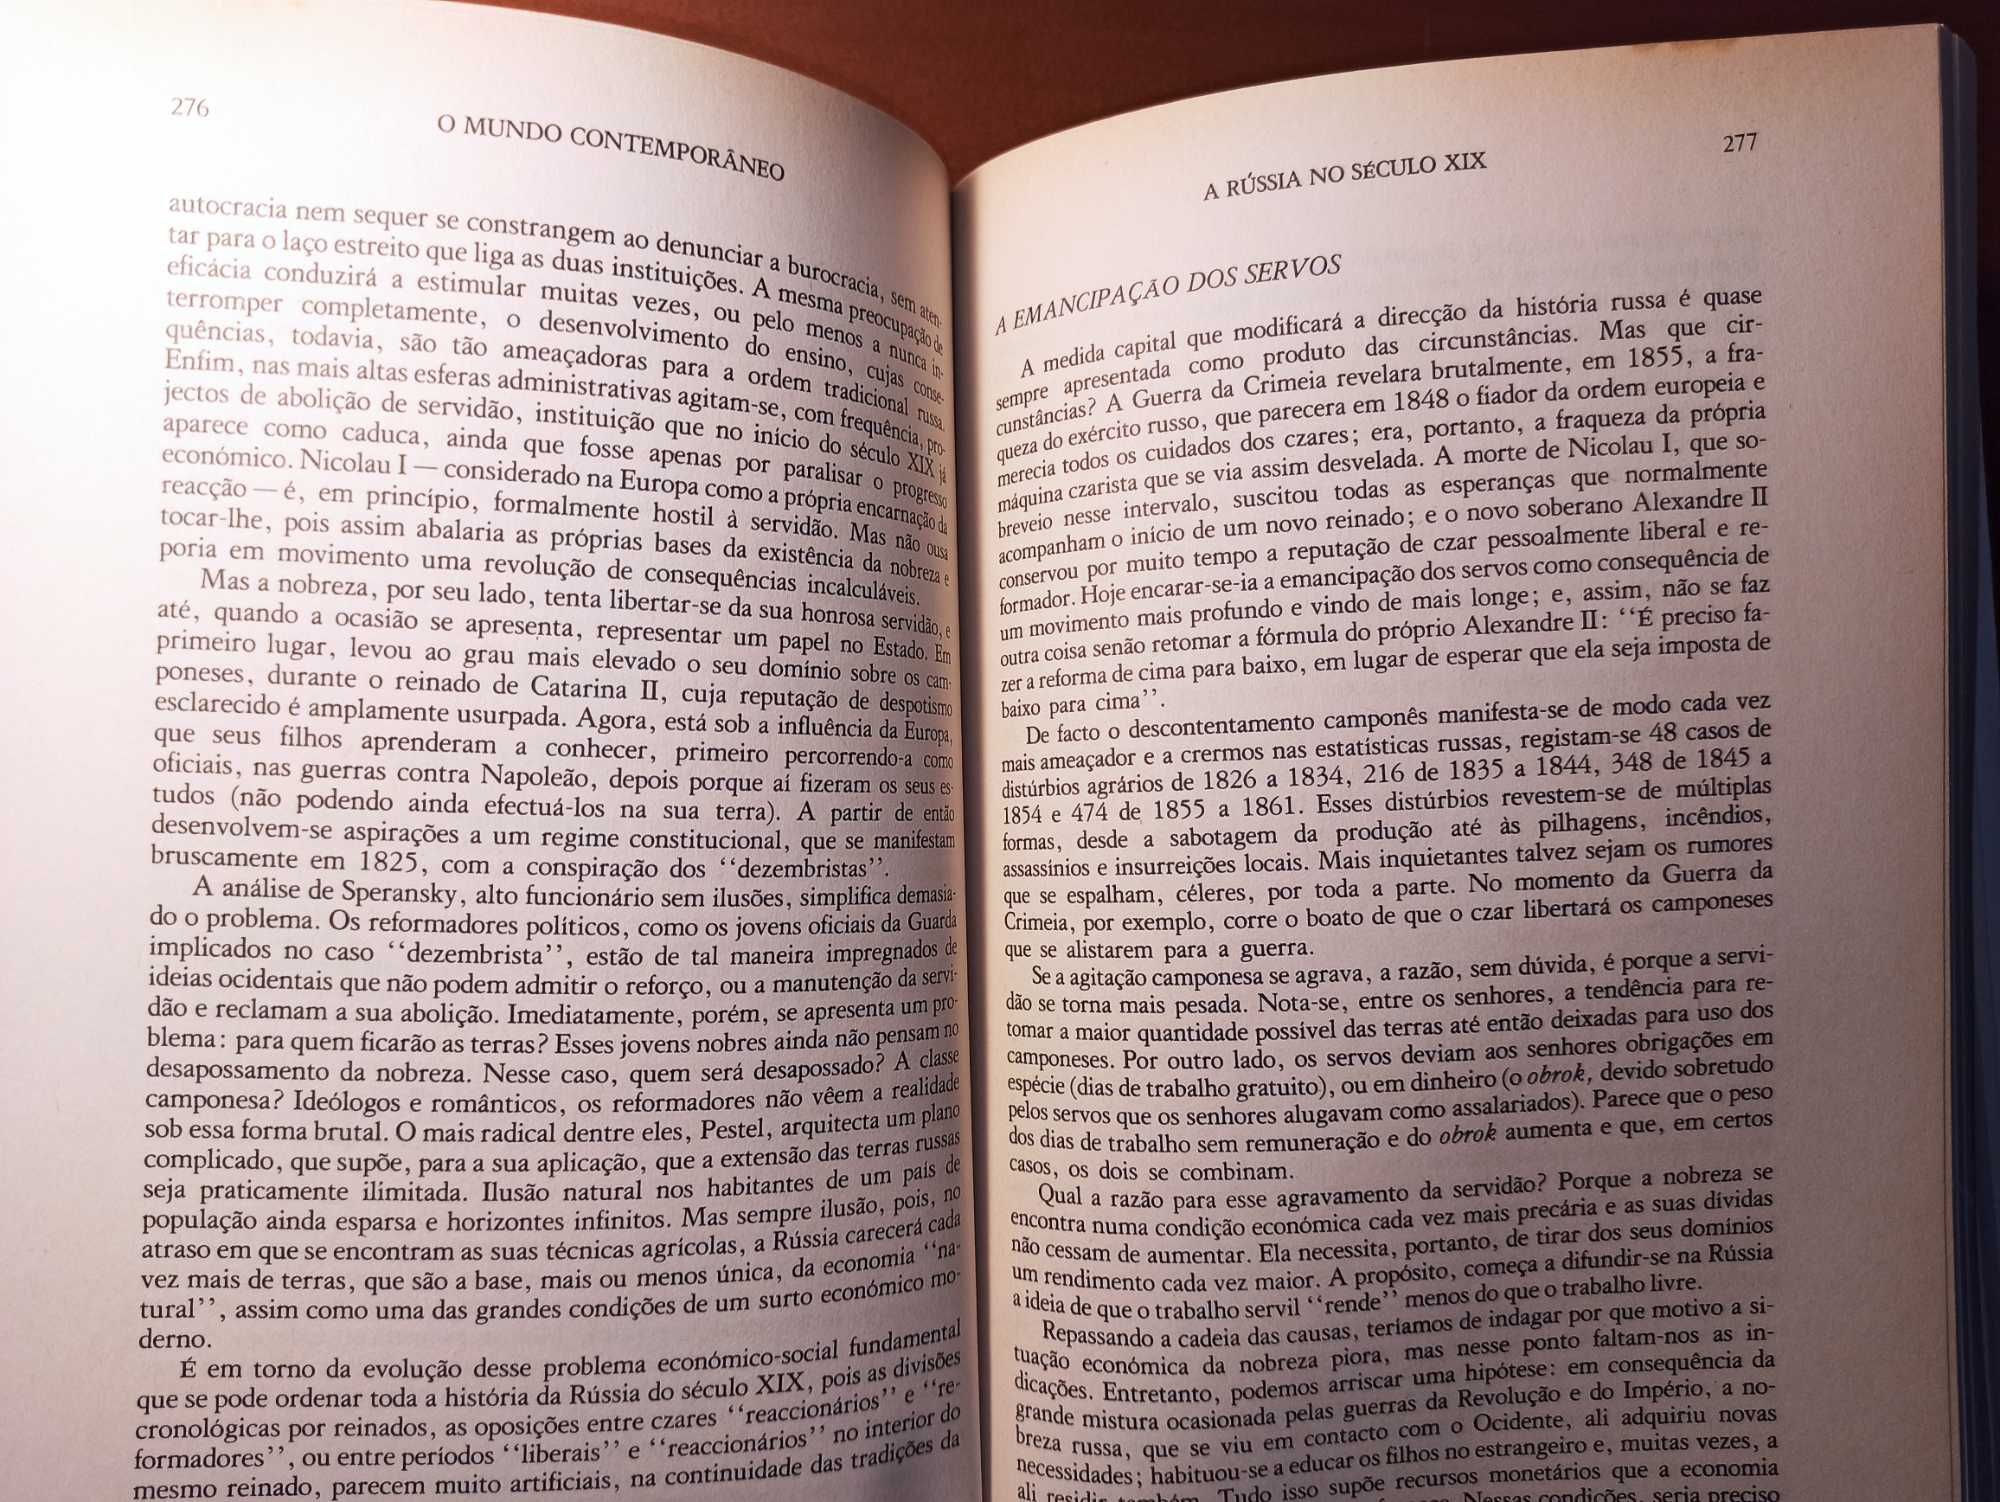 276
O MUNDO CONTEMPORÂNEO
autocracia nem sequer se constrangem ao denunciar a burocracia, sem aten-
tar para o laço estreito que liga as duas instituições. A mesma preocupação de
eficácia conduzirá a estimular muitas vezes, ou pelo menos a nunca in-
terromper completamente, o desenvolvimento do ensino, cujas conse-
quências, todavia, são tão ameaçadoras para a ordem tradicional russa.
Enfim, nas mais altas esferas administrativas agitam-se, com frequência, pro-
jectos de abolição de servidão, instituição que no início do século XIX já
aparece como caduca, ainda que fosse apenas por paralisar o progresso
económico. Nicolau I — considerado na Europa como a própria encarnação da
reacção — é, em princípio, formalmente hostil à servidão. Mas não ousa
tocar-lhe, pois assim abalaria as próprias bases da existência da nobreza e
poria em movimento uma revolução de consequências incalculáveis.
Mas a nobreza, por seu lado, tenta libertar-se da sua honrosa servidão, e
até, quando a ocasião se apresenta, representar um papel no Estado. Em
primeiro lugar, levou ao grau mais elevado o seu domínio sobre os cam-
poneses, durante o reinado de Catarina II, cuja reputação de despotismo
esclarecido é amplamente usurpada. Agora, está sob a influência da Europa,
que seus filhos aprenderam a conhecer, primeiro percorrendo-a como
oficiais, nas guerras contra Napoleão, depois porque aí fizeram os seus es-
tudos (não podendo ainda efectuá-los na sua terra). A partir de então
desenvolvem-se aspirações a um regime constitucional, que se manifestam
bruscamente em 1825, com a conspiração dos ‘‘dezembristas’’.
A análise de Speransky, alto funcionário sem ilusões, simplifica demasia-
do o problema. Os reformadores políticos, como os jovens oficiais da Guarda
implicados no caso ‘‘dezembrista’’, estão de tal maneira impregnados de
ideias ocidentais que não podem admitir o reforço, ou a manutenção da servi-
dão e reclamam a sua abolição. Imediatamente, porém, se apresenta um pro-
blema: para quem ficarão as terras? Esses jovens nobres ainda não pensam no
desapossamento da nobreza. Nesse caso, quem será desapossado? A classe
camponesa? Ideólogos e românticos, os reformadores não vêem a realidade
sob essa forma brutal. O mais radical dentre eles, Pestel, arquitecta um plano
complicado, que supõe, para a sua aplicação, que a extensão das terras russas
seja praticamente ilimitada. Ilusão natural nos habitantes de um país de
população ainda esparsa e horizontes infinitos. Mas sempre ilusão, pois, no
atraso em que se encontram as suas técnicas agrícolas, a Rússia carecerá cada
vez mais de terras, que são a base, mais ou menos única, da economia ‘‘na-
tural’’, assim como uma das grandes condições de um surto económico mo-
derno.
É em torno da evolução desse problema económico-social fundamental
que se pode ordenar toda a história da Rússia do século XIX, pois as divisões
cronológicas por reinados, as oposições entre czares ‘‘reaccionários’’ e ‘‘re-
formadores’’, ou entre períodos ‘‘liberais’’ e ‘‘reaccionários’’ no interior do
mesmo reinado, parecem muito artificiais, na continuidade das tradições da
A RÚSSIA NO SÉCULO XIX
277
A EMANCIPAÇÃO DOS SERVOS
A medida capital que modificará a direcção da história russa é quase
sempre apresentada como produto das circunstâncias. Mas que cir-
cunstâncias? A Guerra da Crimeia revelara brutalmente, em 1855, a fra-
queza do exército russo, que parecera em 1848 o fiador da ordem europeia e
merecia todos os cuidados dos czares; era, portanto, a fraqueza da própria
máquina czarista que se via assim desvelada. A morte de Nicolau I, que so-
breveio nesse intervalo, suscitou todas as esperanças que normalmente
acompanham o início de um novo reinado; e o novo soberano Alexandre II
conservou por muito tempo a reputação de czar pessoalmente liberal e re-
formador. Hoje encarar-se-ia a emancipação dos servos como consequência de
um movimento mais profundo e vindo de mais longe; e, assim, não se faz
outra coisa senão retomar a fórmula do próprio Alexandre II: ‘‘É preciso fa-
zer a reforma de cima para baixo, em lugar de esperar que ela seja imposta de
baixo para cima’’.
De facto o descontentamento camponês manifesta-se de modo cada vez
mais ameaçador e a crermos nas estatísticas russas, registam-se 48 casos de
distúrbios agrários de 1826 a 1834, 216 de 1835 a 1844, 348 de 1845 a
1854 e 474 de 1855 a 1861. Esses distúrbios revestem-se de múltiplas
formas, desde a sabotagem da produção até às pilhagens, incêndios,
assassínios e insurreições locais. Mais inquietantes talvez sejam os rumores
que se espalham, céleres, por toda a parte. No momento da Guerra da
Crimeia, por exemplo, corre o boato de que o czar libertará os camponeses
que se alistarem para a guerra.
Se a agitação camponesa se agrava, a razão, sem dúvida, é porque a servi-
dão se torna mais pesada. Nota-se, entre os senhores, a tendência para re-
tomar a maior quantidade possível das terras até então deixadas para uso dos
camponeses. Por outro lado, os servos deviam aos senhores obrigações em
espécie (dias de trabalho gratuito), ou em dinheiro (o obrok, devido sobretudo
pelos servos que os senhores alugavam como assalariados). Parece que o peso
dos dias de trabalho sem remuneração e do obrok aumenta e que, em certos
casos, os dois se combinam.
Qual a razão para esse agravamento da servidão? Porque a nobreza se
encontra numa condição económica cada vez mais precária e as suas dívidas
não cessam de aumentar. Ela necessita, portanto, de tirar dos seus domínios
um rendimento cada vez maior. A propósito, começa a difundir-se na Rússia
a ideia de que o trabalho servil ‘‘rende’’ menos do que o trabalho livre.
Repassando a cadeia das causas, teríamos de indagar por que motivo a si-
tuação económica da nobreza piora, mas nesse ponto faltam-nos as in-
dicações. Entretanto, podemos arriscar uma hipótese: em consequência da
grande mistura ocasionada pelas guerras da Revolução e do Império, a no-
breza russa, que se viu em contacto com o Ocidente, ali adquiriu novas
necessidades; habituou-se a educar os filhos no estrangeiro e, muitas vezes, a
ali residir também. Tudo isso supõe recursos monetários que a economia
Nessas condições, seria preciso